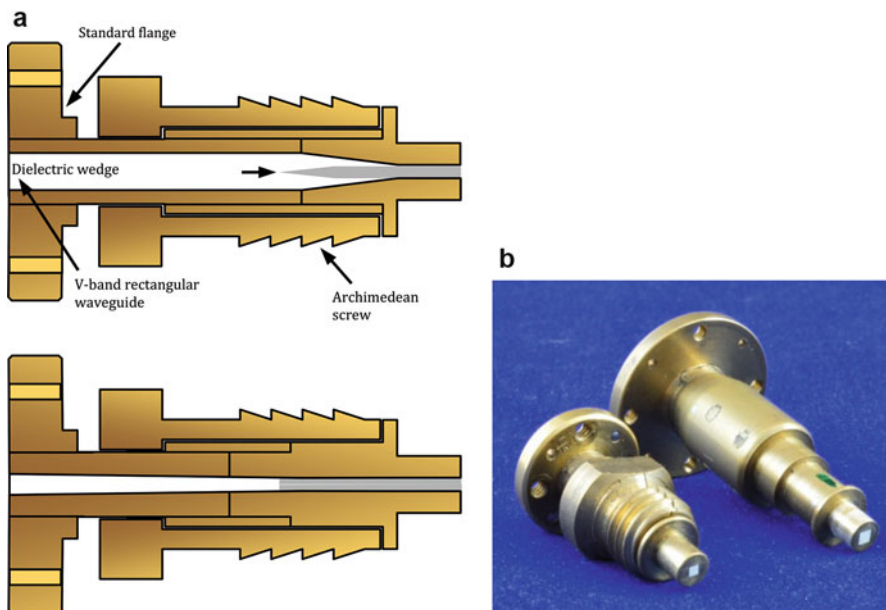 a
Standard flange
Dielectric wedge
V-band rectangular
waveguide
Archimedean
screw
b